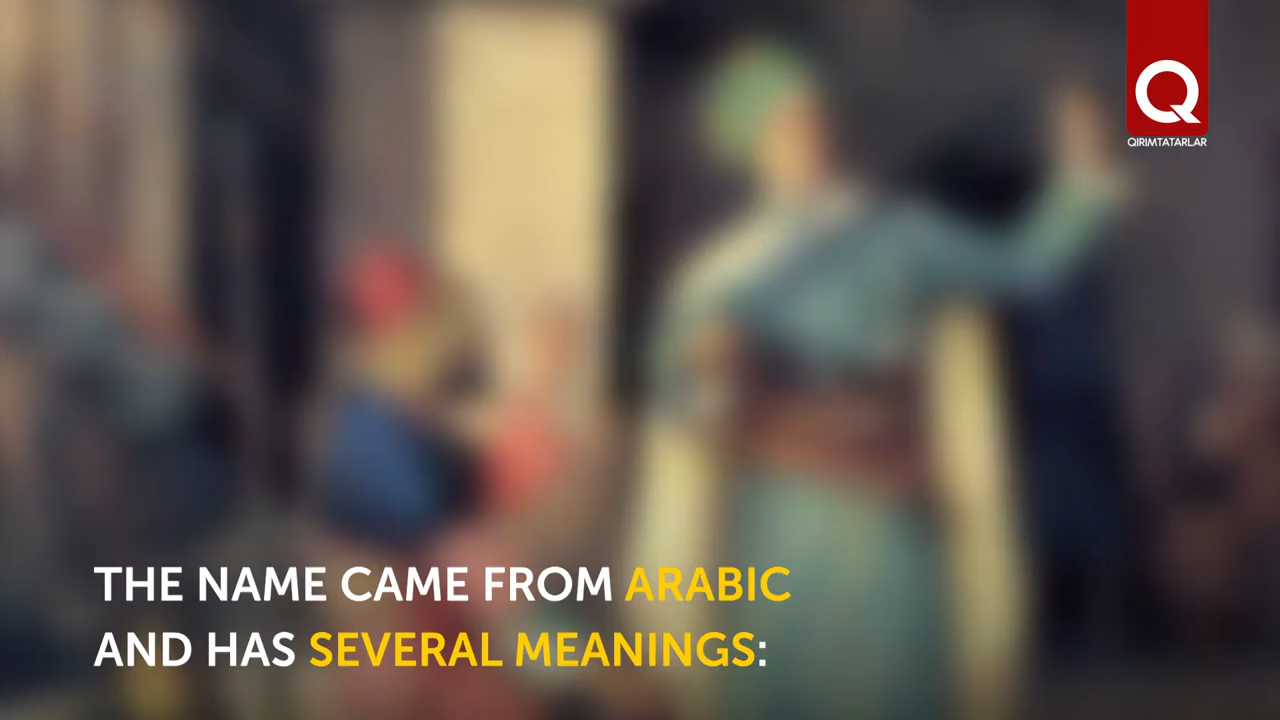 Q
QIRIMTATARLAR
THE NAME CAME FROM ARABIC
AND HAS SEVERAL MEANINGS: